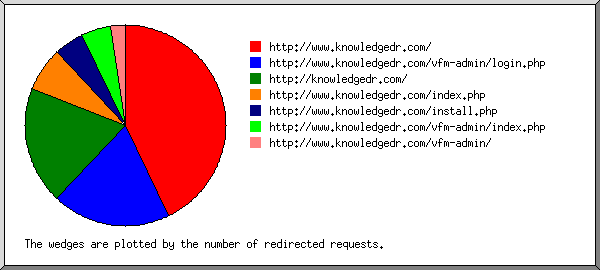 http://www.knowledgedr.com/
http://www.knowledgedr.com/vfm-admin/login.php
http://knowledgedr.com/
http://www.knowledgedr.com/index.php
http://www.knowledgedr.com/install.php
http://www.knowledgedr.com/vfm-admin/index.php
http://www.knowledgedr.com/vfm-admin/
The wedges are plotted by the number of redirected requests.